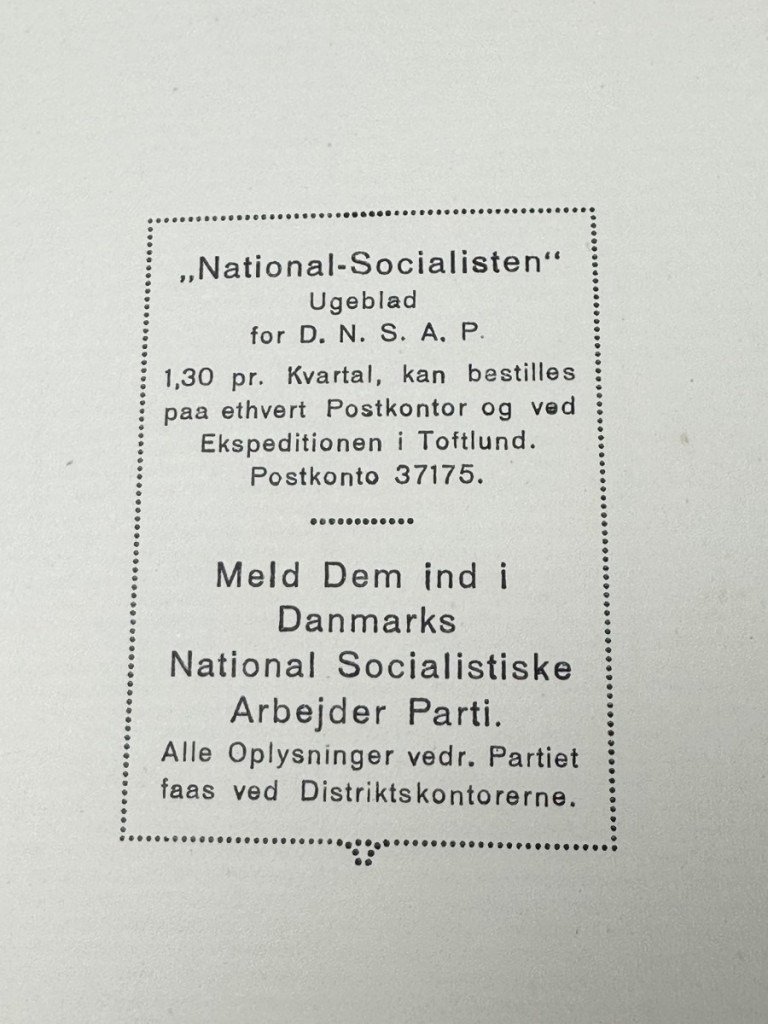 „National-Socialisten“
Ugeblad
for D. N. S. A. P.
1,30 pr. Kvartal, kan bestilles
paa ethvert Postkontor og ved
Ekspeditionen i Toftlund.
Postkonto 37175.
Meld Dem ind i
Danmarks
National Socialistiske
Arbejder Parti.
Alle Oplysninger vedr. Partiet
faas ved Distriktskontorerne.